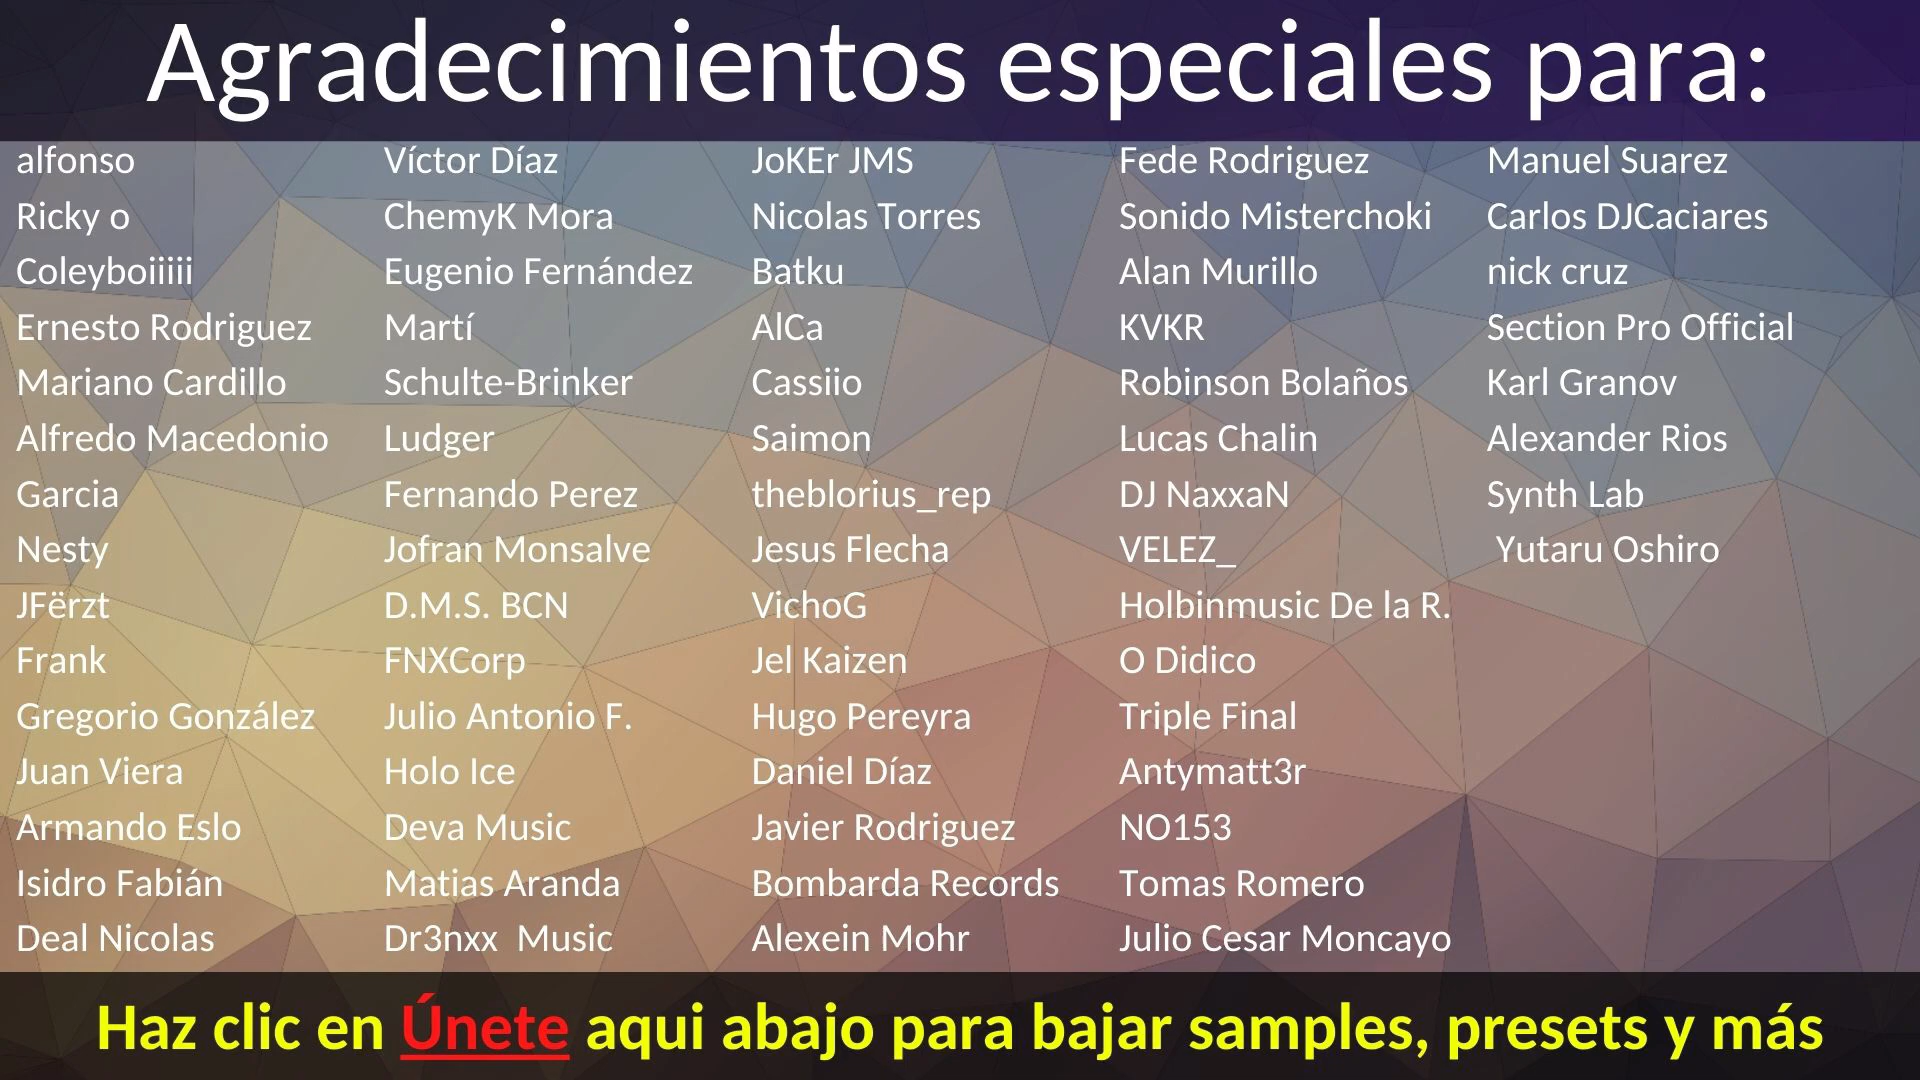 Agradecimientos especiales para:
alfonso
Ricky o
Coleyboiiiii
Ernesto Rodriguez
Mariano Cardillo
Alfredo Macedonio
Garcia
Nesty
JFërzt
Frank
Gregorio González
Juan Viera
Armando Eslo
Isidro Fabián
Deal Nicolas
Víctor Díaz
ChemyK Mora
Eugenio Fernández
Martí
Schulte-Brinker
Ludger
Fernando Perez
Jofran Monsalve
D.M.S. BCN
FNXCorp
Julio Antonio F.
Holo Ice
Deva Music
Matias Aranda
Dr3nxx  Music
JoKEr JMS
Nicolas Torres
Batku
AlCa
Cassiio
Saimon
theblorius_rep
Jesus Flecha
VichoG
Jel Kaizen
Hugo Pereyra
Daniel Díaz
Javier Rodriguez
Bombarda Records
Alexein Mohr
Fede Rodriguez
Sonido Misterchoki
Alan Murillo
KVKR
Robinson Bolaños
Lucas Chalin
DJ NaxxaN
VELEZ_
Holbinmusic De la R.
O Didico
Triple Final
Antymatt3r
NO153
Tomas Romero
Julio Cesar Moncayo
Manuel Suarez
Carlos DJCaciares
nick cruz
Section Pro Official
Karl Granov
Alexander Rios
Synth Lab
Yutaru Oshiro
Haz clic en Únete aqui abajo para bajar samples, presets y más